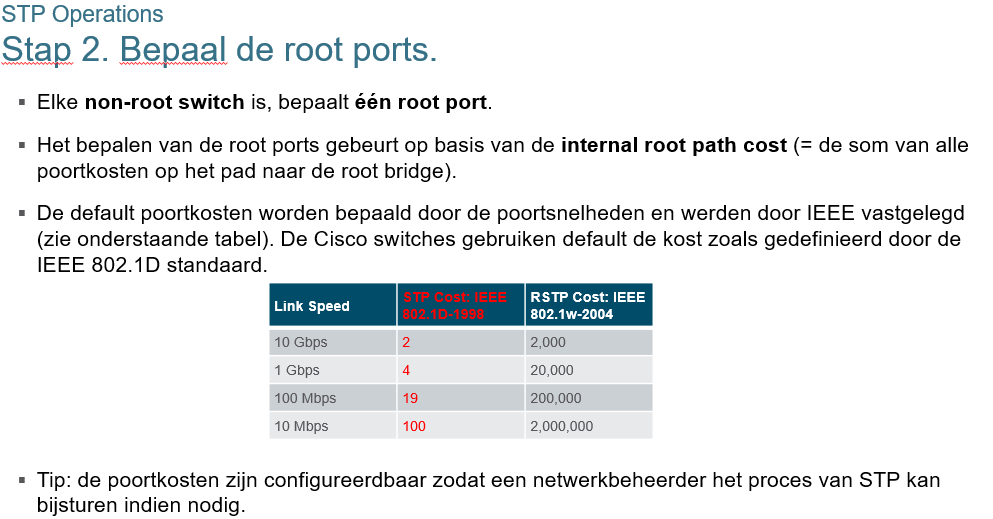 STP Operations
Stap 2. Bepaal de root ports.
▪ Elke non-root switch is, bepaalt één root port.
▪ Het bepalen van de root ports gebeurt op basis van de internal root path cost (= de som van alle
poortkosten op het pad naar de root bridge).
▪ De default poortkosten worden bepaald door de poortsnelheden en werden door IEEE vastgelegd
(zie onderstaande tabel). De Cisco switches gebruiken default de kost zoals gedefinieerd door de
IEEE 802.1D standaard.
Link Speed STP Cost: IEEE 802.1D-1998 RSTP Cost: IEEE 802.1w-2004
10 Gbps 2 2,000
1 Gbps 4 20,000
100 Mbps 19 200,000
10 Mbps 100 2,000,000
▪ Tip: de poortkosten zijn configureerdbaar zodat een netwerkbeheerder het proces van STP kan
bijsturen indien nodig.